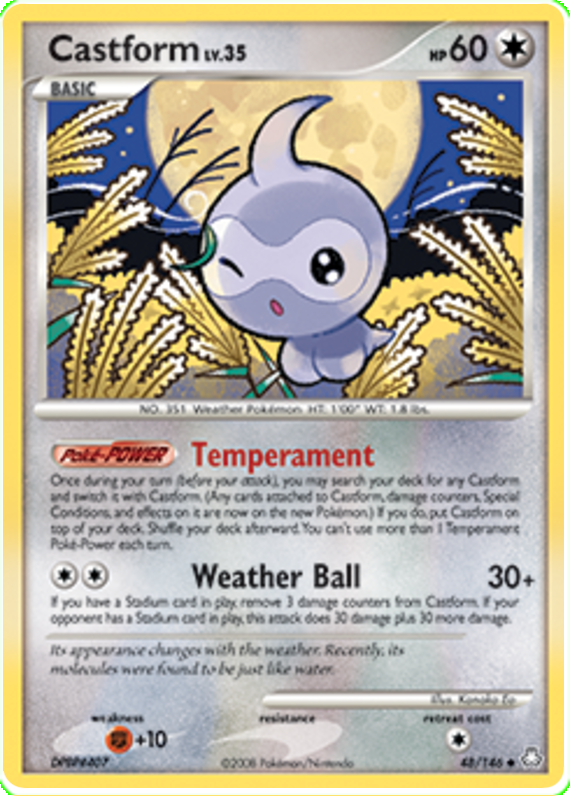 Castform LV.35
HP 60
BASIC
NO. 351 Weather Pokémon HT: 1'00" WT: 1.8 lbs.
Poké-POWER Temperament
Once during your turn (before your attack), you may search your deck for any Castform
and switch it with Castform. (Any cards attached to Castform, damage counters, Special
Conditions, and effects on it are now on the new Pokémon.) If you do, put Castform on
top of your deck. Shuffle your deck afterward. You can't use more than 1 Temperament
Poké-Power each turn.
Weather Ball 30+
If you have a Stadium card in play, remove 3 damage counters from Castform. If your
opponent has a Stadium card in play, this attack does 30 damage plus 30 more damage.
Its appearance changes with the weather. Recently, its
molecules were found to be just like water.
Illus. Kanako Eo
weakness resistance retreat cost
+10
©2008 Pokémon/Nintendo 48/146